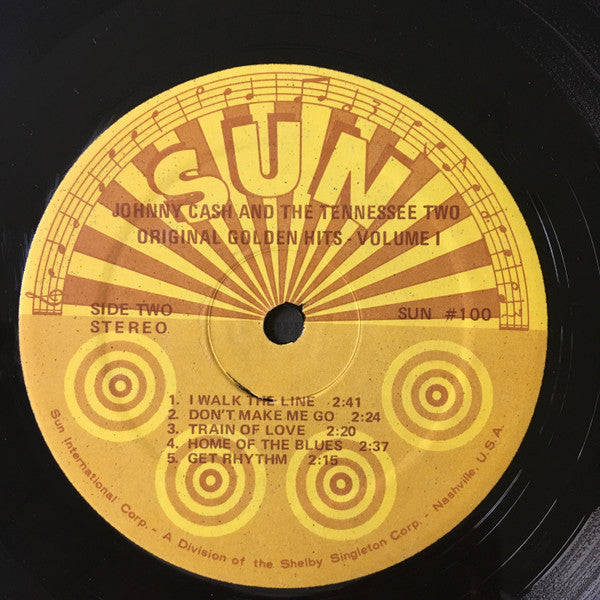 SUN
JOHNNY CASH AND THE TENNESSEE TWO
ORIGINAL GOLDEN HITS - VOLUME I
SIDE TWO
STEREO
SUN #100
1. I WALK THE LINE 2:41
2. DON'T MAKE ME GO 2:24
3. TRAIN OF LOVE 2:20
4. HOME OF THE BLUES 2:37
5. GET RHYTHM 2:15
Sun International Corp. - A Division of the Shelby Singleton Corp. - Nashville, U.S.A.